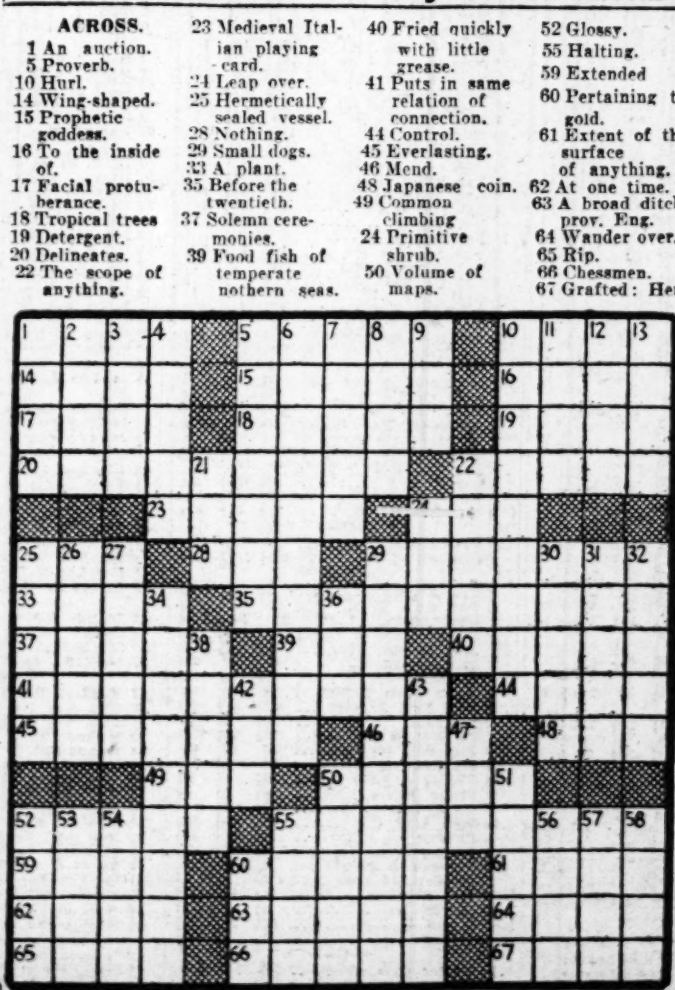 ACROSS.
1 An auction.
5 Proverb.
10 Hurl.
14 Wing-shaped.
15 Prophetic
goddess.
16 To the inside
of.
17 Facial protu-
berance.
18 Tropical trees
19 Detergent.
20 Delineates.
22 The scope of
anything.
23 Medieval Ital-
ian playing
card.
24 Leap over.
25 Hermetically
sealed vessel.
28 Nothing.
29 Small dogs.
33 A plant.
35 Before the
twentieth.
37 Solemn cere-
monies.
39 Food fish of
temperate
nothern seas.
40 Fried quickly
with little
grease.
41 Puts in same
relation of
connection.
44 Control.
45 Everlasting.
46 Mend.
48 Japanese coin.
49 Common
climbing
24 Primitive
shrub.
50 Volume of
maps.
52 Glossy.
55 Halting.
59 Extended
60 Pertaining t
gold.
61 Extent of th
surface
of anything.
62 At one time.
63 A broad ditc
prov. Eng.
64 Wander over.
65 Rip.
66 Chessmen.
67 Grafted: Her
1 2 3 4 5 6 7 8 9 10 11 12 13
14 15 16
17 18 19
20 21 22
23 24
25 26 27 28 29 30 31 32
33 34 35 36
37 38 39 40
41 42 43 44
45 46 47 48
49 50 51
52 53 54 55 56 57 58
59 60 61
62 63 64
65 66 67